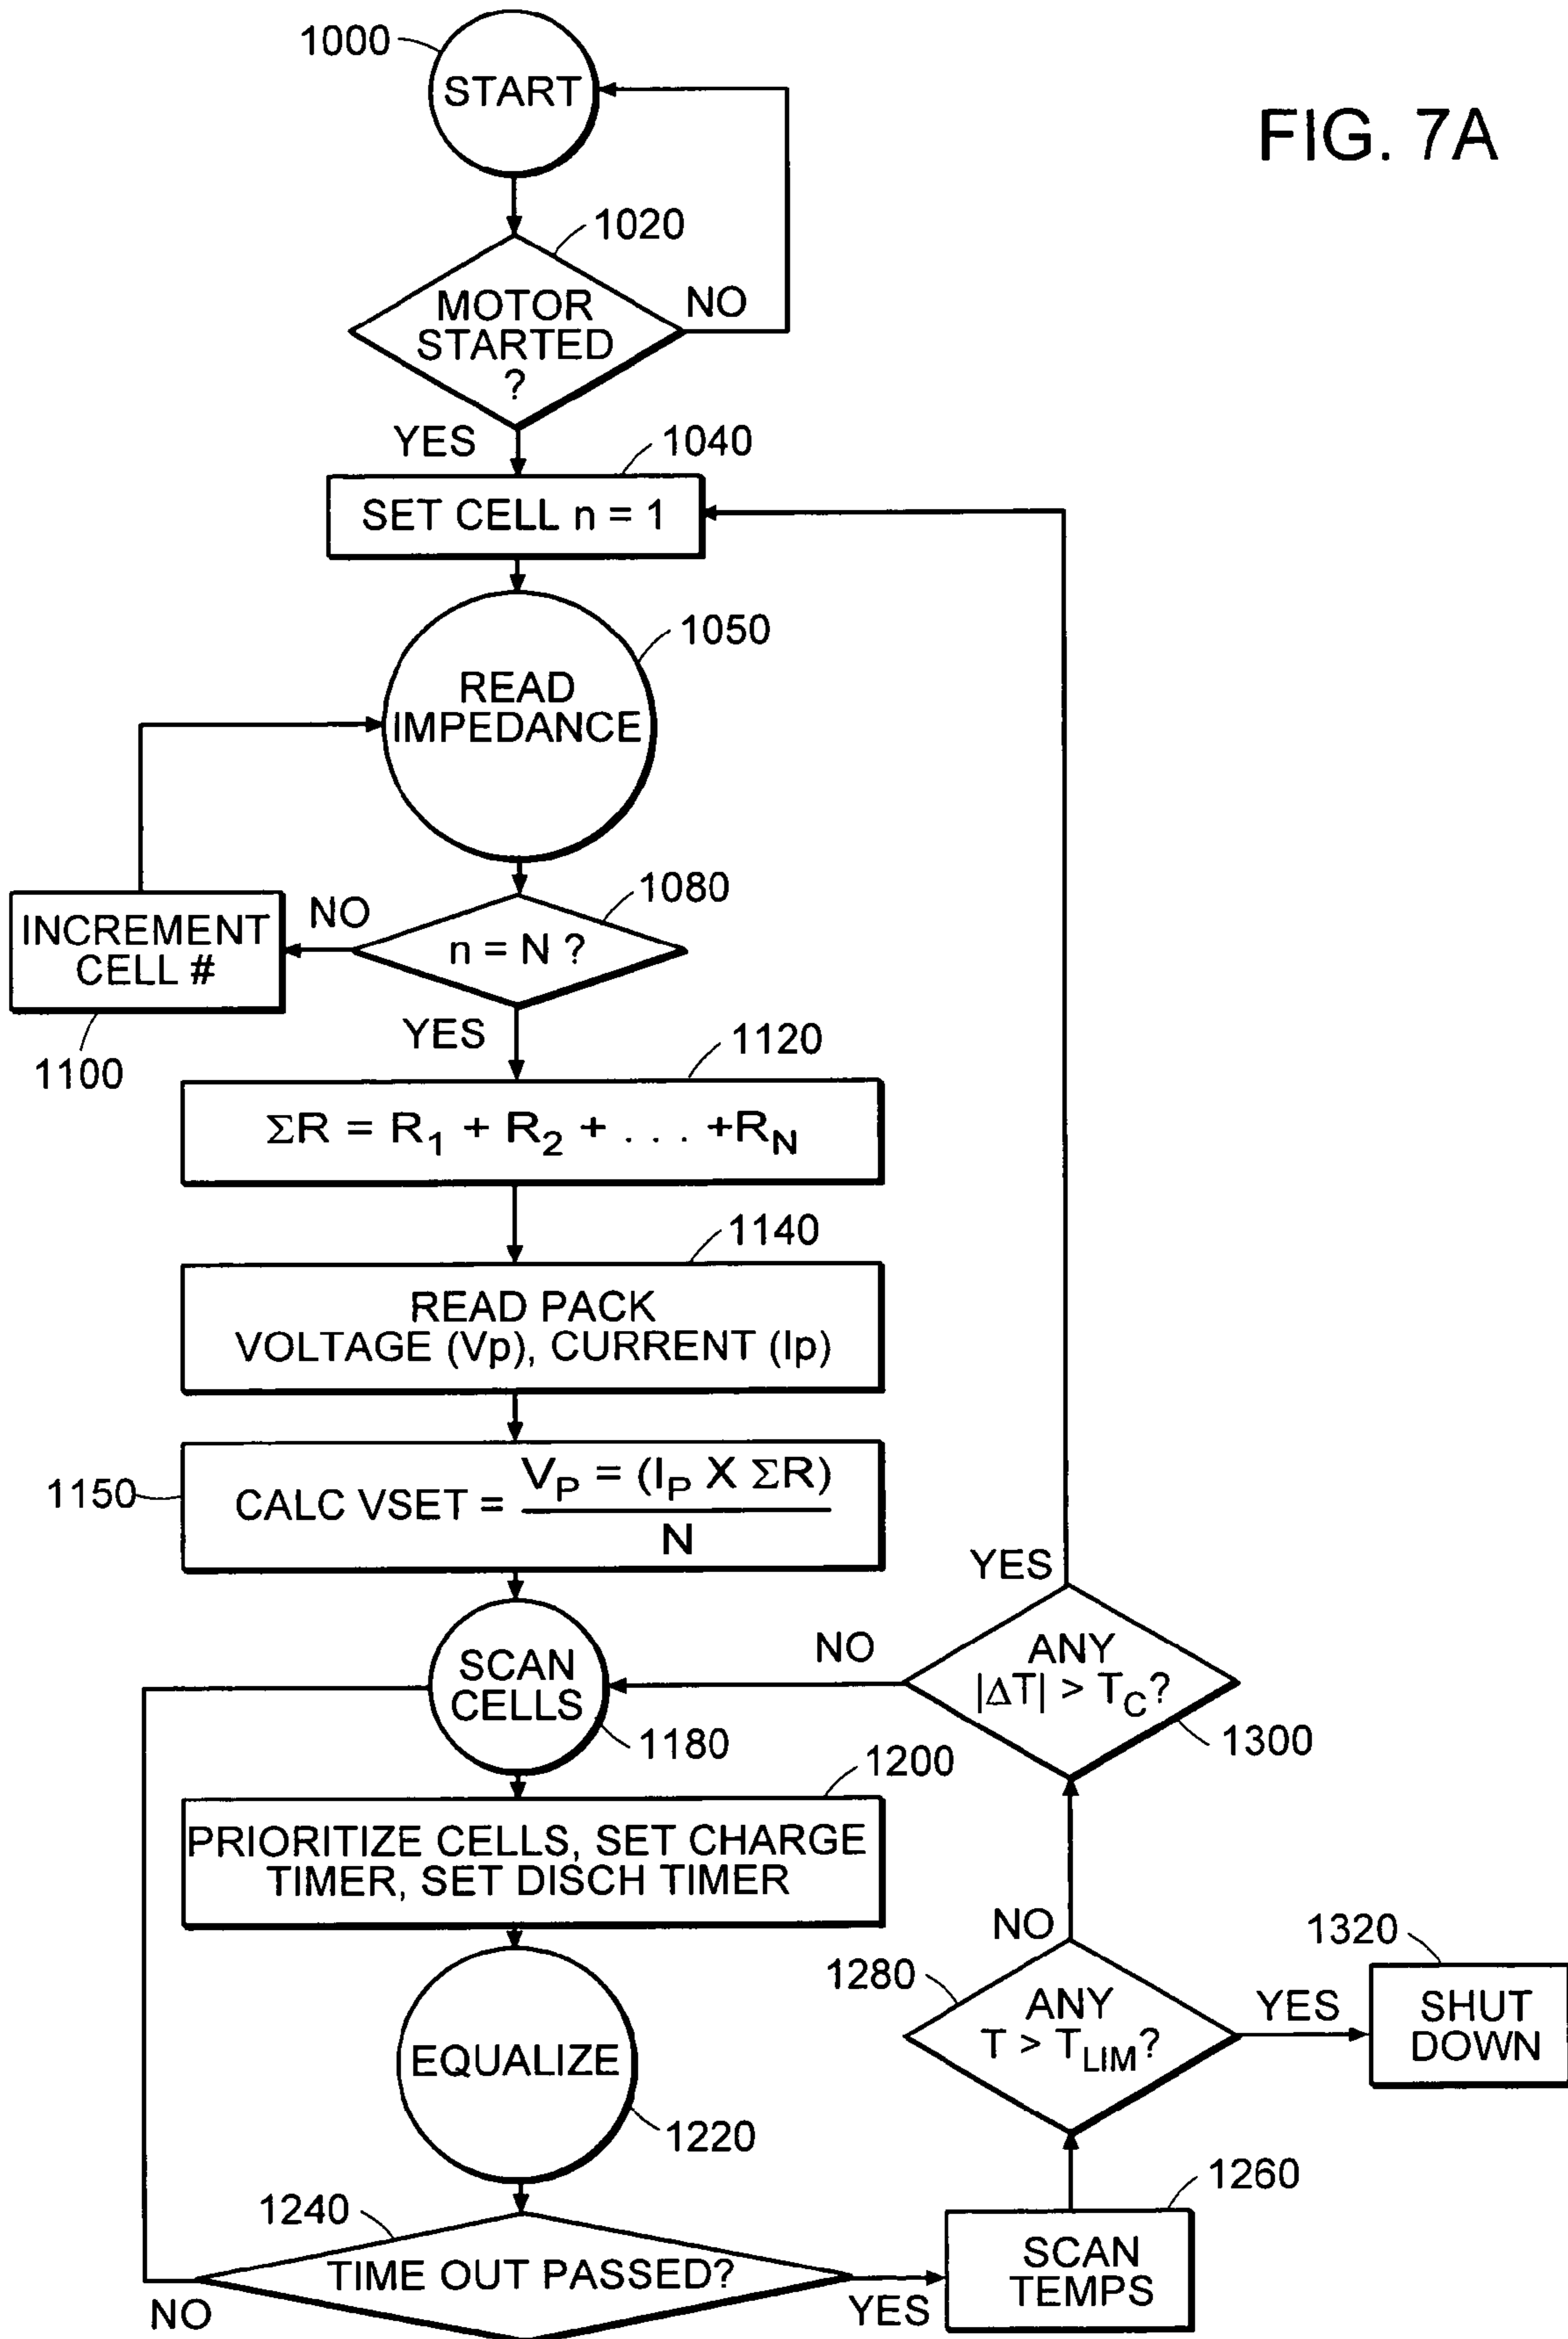 FIG. 7A
1000
START
1020
MOTOR
STARTED
?
NO
YES
1040
SET CELL n = 1
1050
READ
IMPEDANCE
1080
n = N ?
NO
INCREMENT
CELL #
1100
YES
1120
ΣR = R1 + R2 + . . . +RN
1140
READ PACK
VOLTAGE (Vp), CURRENT (Ip)
1150
CALC VSET =
VP = (IP X ΣR)
N
SCAN
CELLS
1180
1200
PRIORITIZE CELLS, SET CHARGE
TIMER, SET DISCH TIMER
EQUALIZE
1220
1240
TIME OUT PASSED?
NO
YES
1260
SCAN
TEMPS
1280
ANY
T > TLIM?
YES
1320
SHUT
DOWN
NO
ANY
|ΔT| > TC?
1300
NO
YES